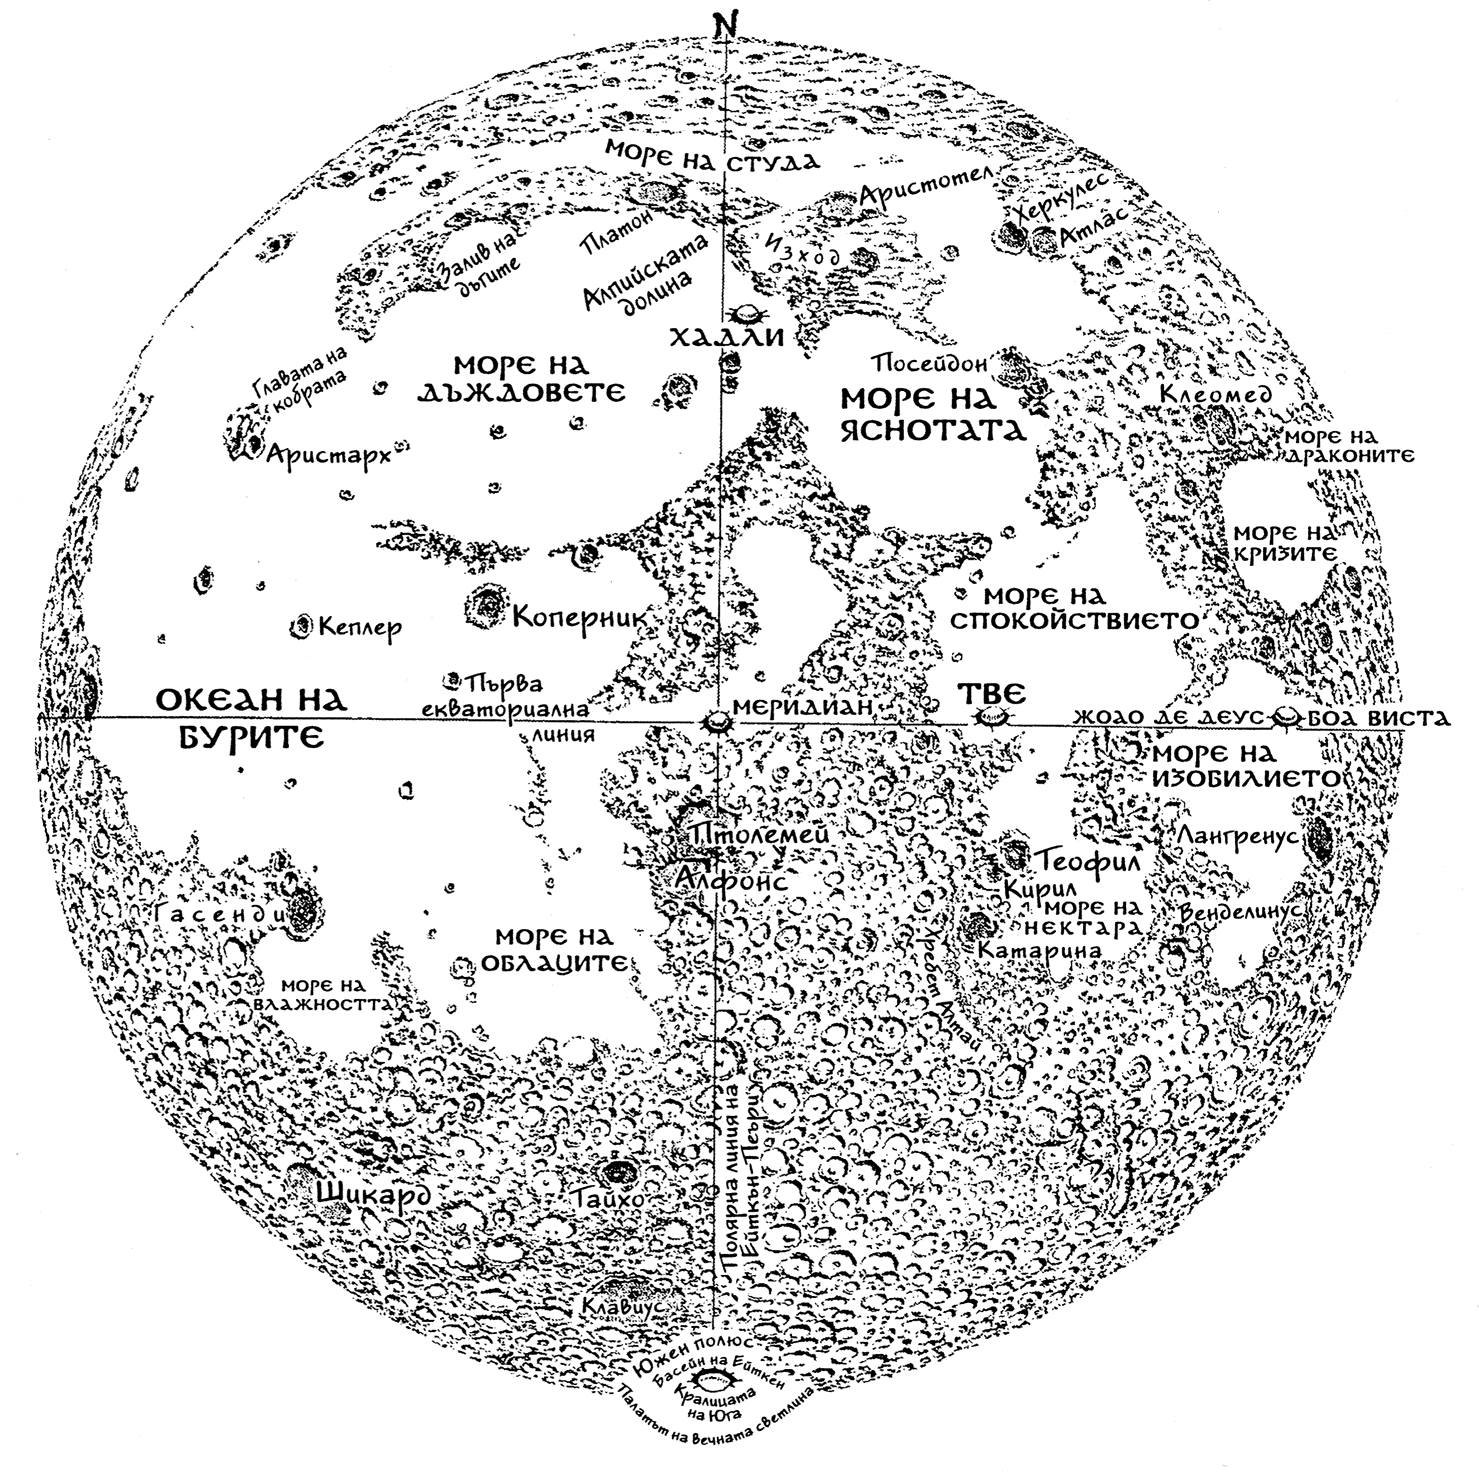 N
МОРЕ НА СТУДА
Аристотел
Херкулес
Атлас
Платон
Изход
Залив на
дъгите
Алпийската
долина
ХАДЛИ
МОРЕ НА
ДЪЖДОВЕТЕ
Посейдон
Главата на
кобрата
МОРЕ НА
ЯСНОТАТА
Клеомед
МОРЕ НА
ДРАКОНИТЕ
Аристарх
МОРЕ НА
КРИЗИТЕ
МОРЕ НА
СПОКОЙСТВИЕТО
Кеплер
Коперник
ОКЕАН НА
БУРИТЕ
Първа
екваториална
линия
МЕРИДИАН
ТВЕ
ЖОАО ДЕ ДЕУС
БОА ВИСТА
МОРЕ НА
ИЗОБИЛИЕТО
Птолемей
Лангренус
Теофил
Алфонс
Кирил
Гасенди
МОРЕ НА
НЕКТАРА
Венделинус
Катарина
МОРЕ НА
ОБЛАЦИТЕ
Хребет Алтай
МОРЕ НА
ВЛАЖНОСТТА
Полярна линия на
Ейткън-Пеъри
Шикард
Тайхо
Клавиус
Южен полюс
Басейн на Ейткен
Кралицата
на Юга
Палатът на вечната светлина